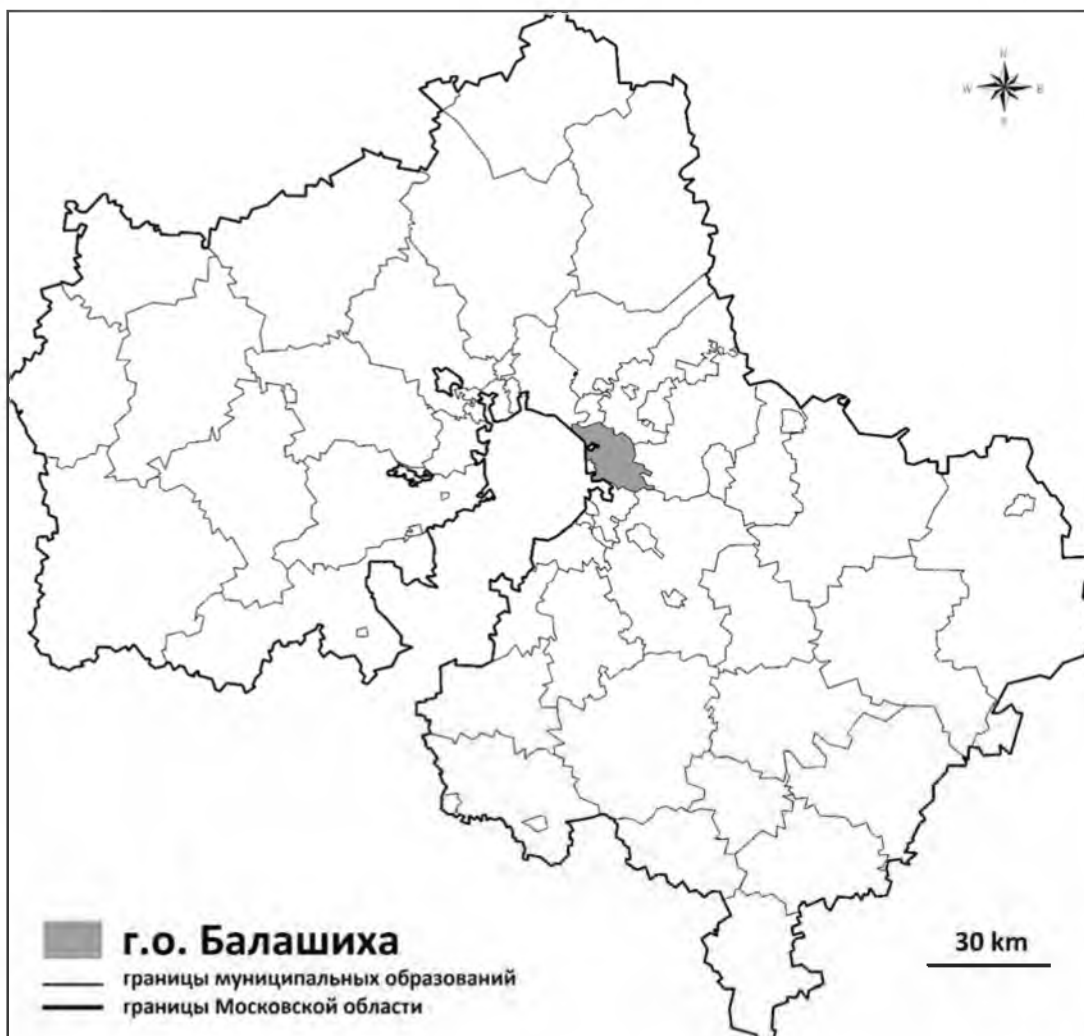 г.о. Балашиха
границы муниципальных образований
границы Московской области
30 km